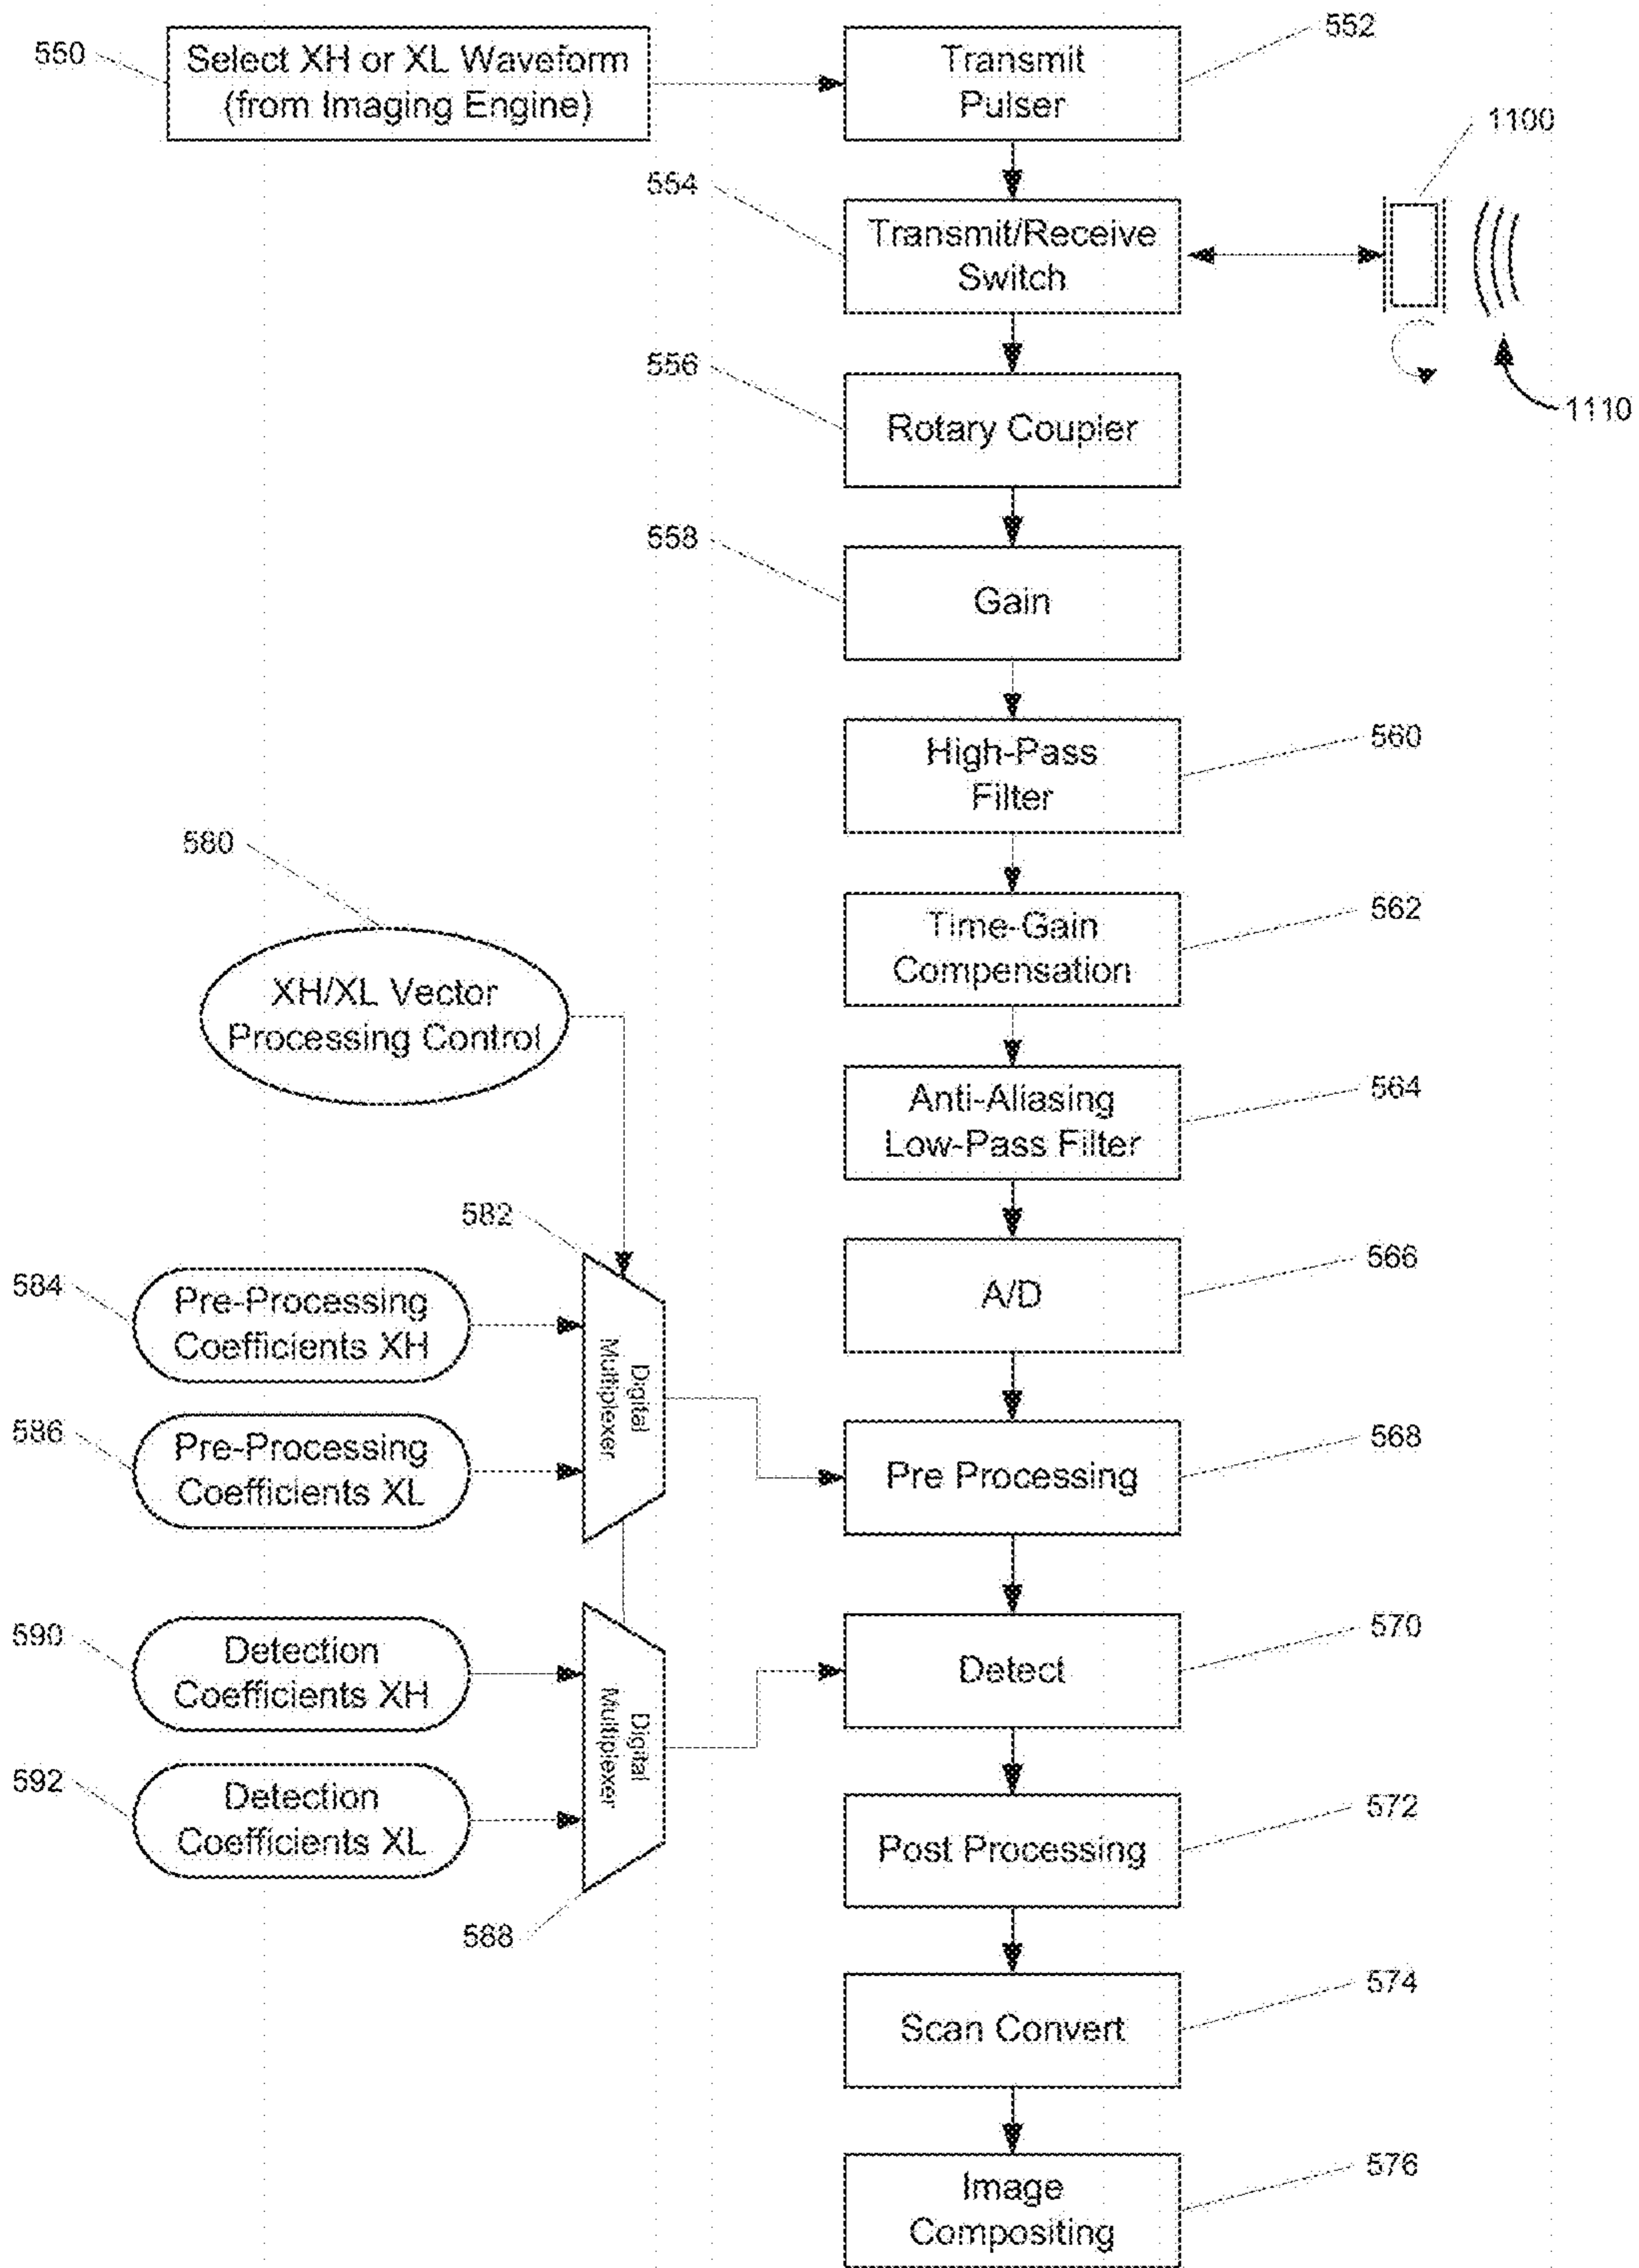 550
Select XH or XL Waveform
(from Imaging Engine)
Transmit
Pulser
552
1100
554
Transmit/Receive
Switch
1110
556
Rotary Coupler
558
Gain
High-Pass
Filter
560
580
Time-Gain
Compensation
562
XH/XL Vector
Processing Control
Anti-Aliasing
Low-Pass Filter
564
582
A/D
566
584
Pre-Processing
Coefficients XH
Digital
Multiplexer
586
Pre-Processing
Coefficients XL
Pre Processing
568
590
Detection
Coefficients XH
Detect
570
Digital
Multiplexer
592
Detection
Coefficients XL
Post Processing
572
588
Scan Convert
574
Image
Compositing
576